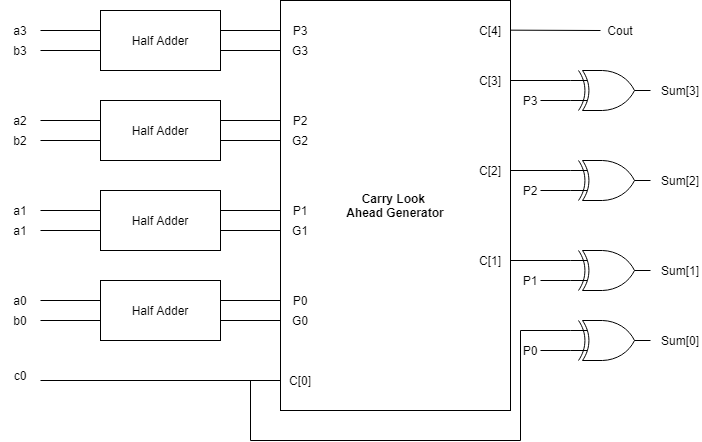 a3
b3
Half Adder
P3
G3
C[4]
Cout
C[3]
P3
Sum[3]
a2
b2
Half Adder
P2
G2
C[2]
P2
Sum[2]
Carry Look
Ahead Generator
a1
a1
Half Adder
P1
G1
C[1]
P1
Sum[1]
a0
b0
Half Adder
P0
G0
P0
Sum[0]
c0
C[0]